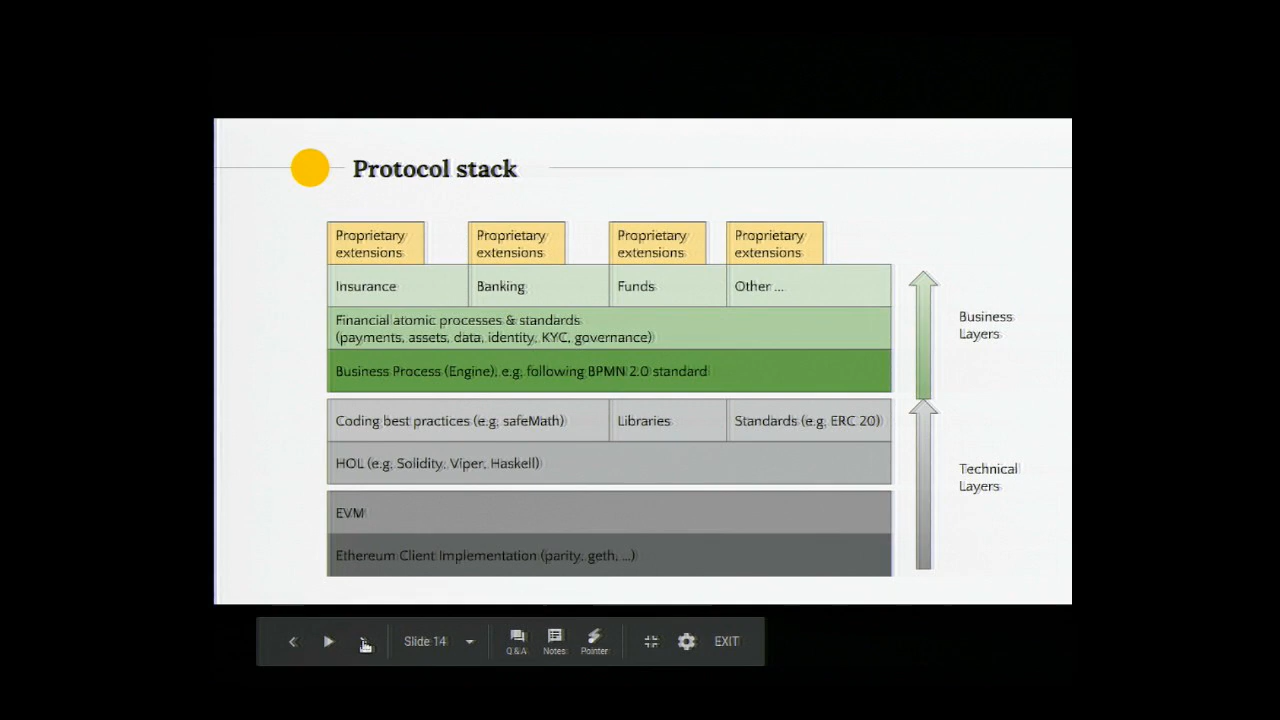 Protocol stack
Proprietary extensions
Proprietary extensions
Proprietary extensions
Proprietary extensions
Insurance
Banking
Funds
Other ...
Financial atomic processes & standards
(payments, assets, data, identity, KYC, governance)
Business Process (Engine), e.g. following BPMN 2.0 standard
Business
Layers
Coding best practices (e.g. safeMath)
Libraries
Standards (e.g. ERC 20)
HOL (e.g. Solidity, Viper, Haskell)
Technical
Layers
EVM
Ethereum Client Implementation (parity, geth, ...)
Slide 14
Q & A
Notes
Pointer
EXIT